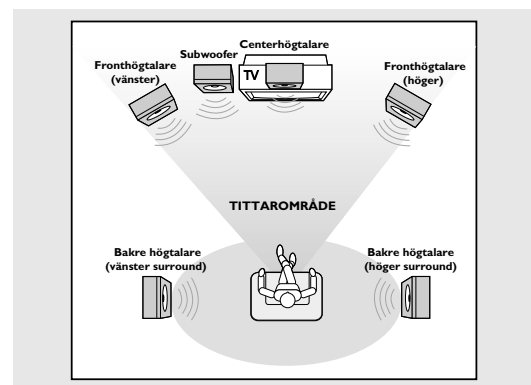 Centerhögtalare
Subwoofer
Fronthögtalare
(vänster)
TV
Fronthögtalare
(höger)
TITTAROMRÅDE
Bakre högtalare
(vänster surround)
Bakre högtalare
(höger surround)